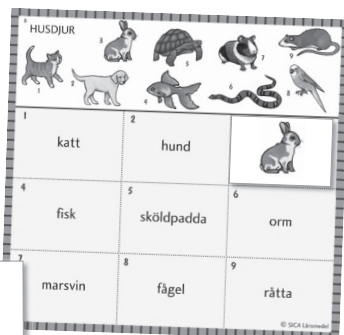 HUSDJUR
3
5
7
9
1
2
4
6
8
1
katt
2
hund
4
fisk
5
sköldpadda
6
orm
7
marsvin
8
fågel
9
råtta
© SICA Läromedel